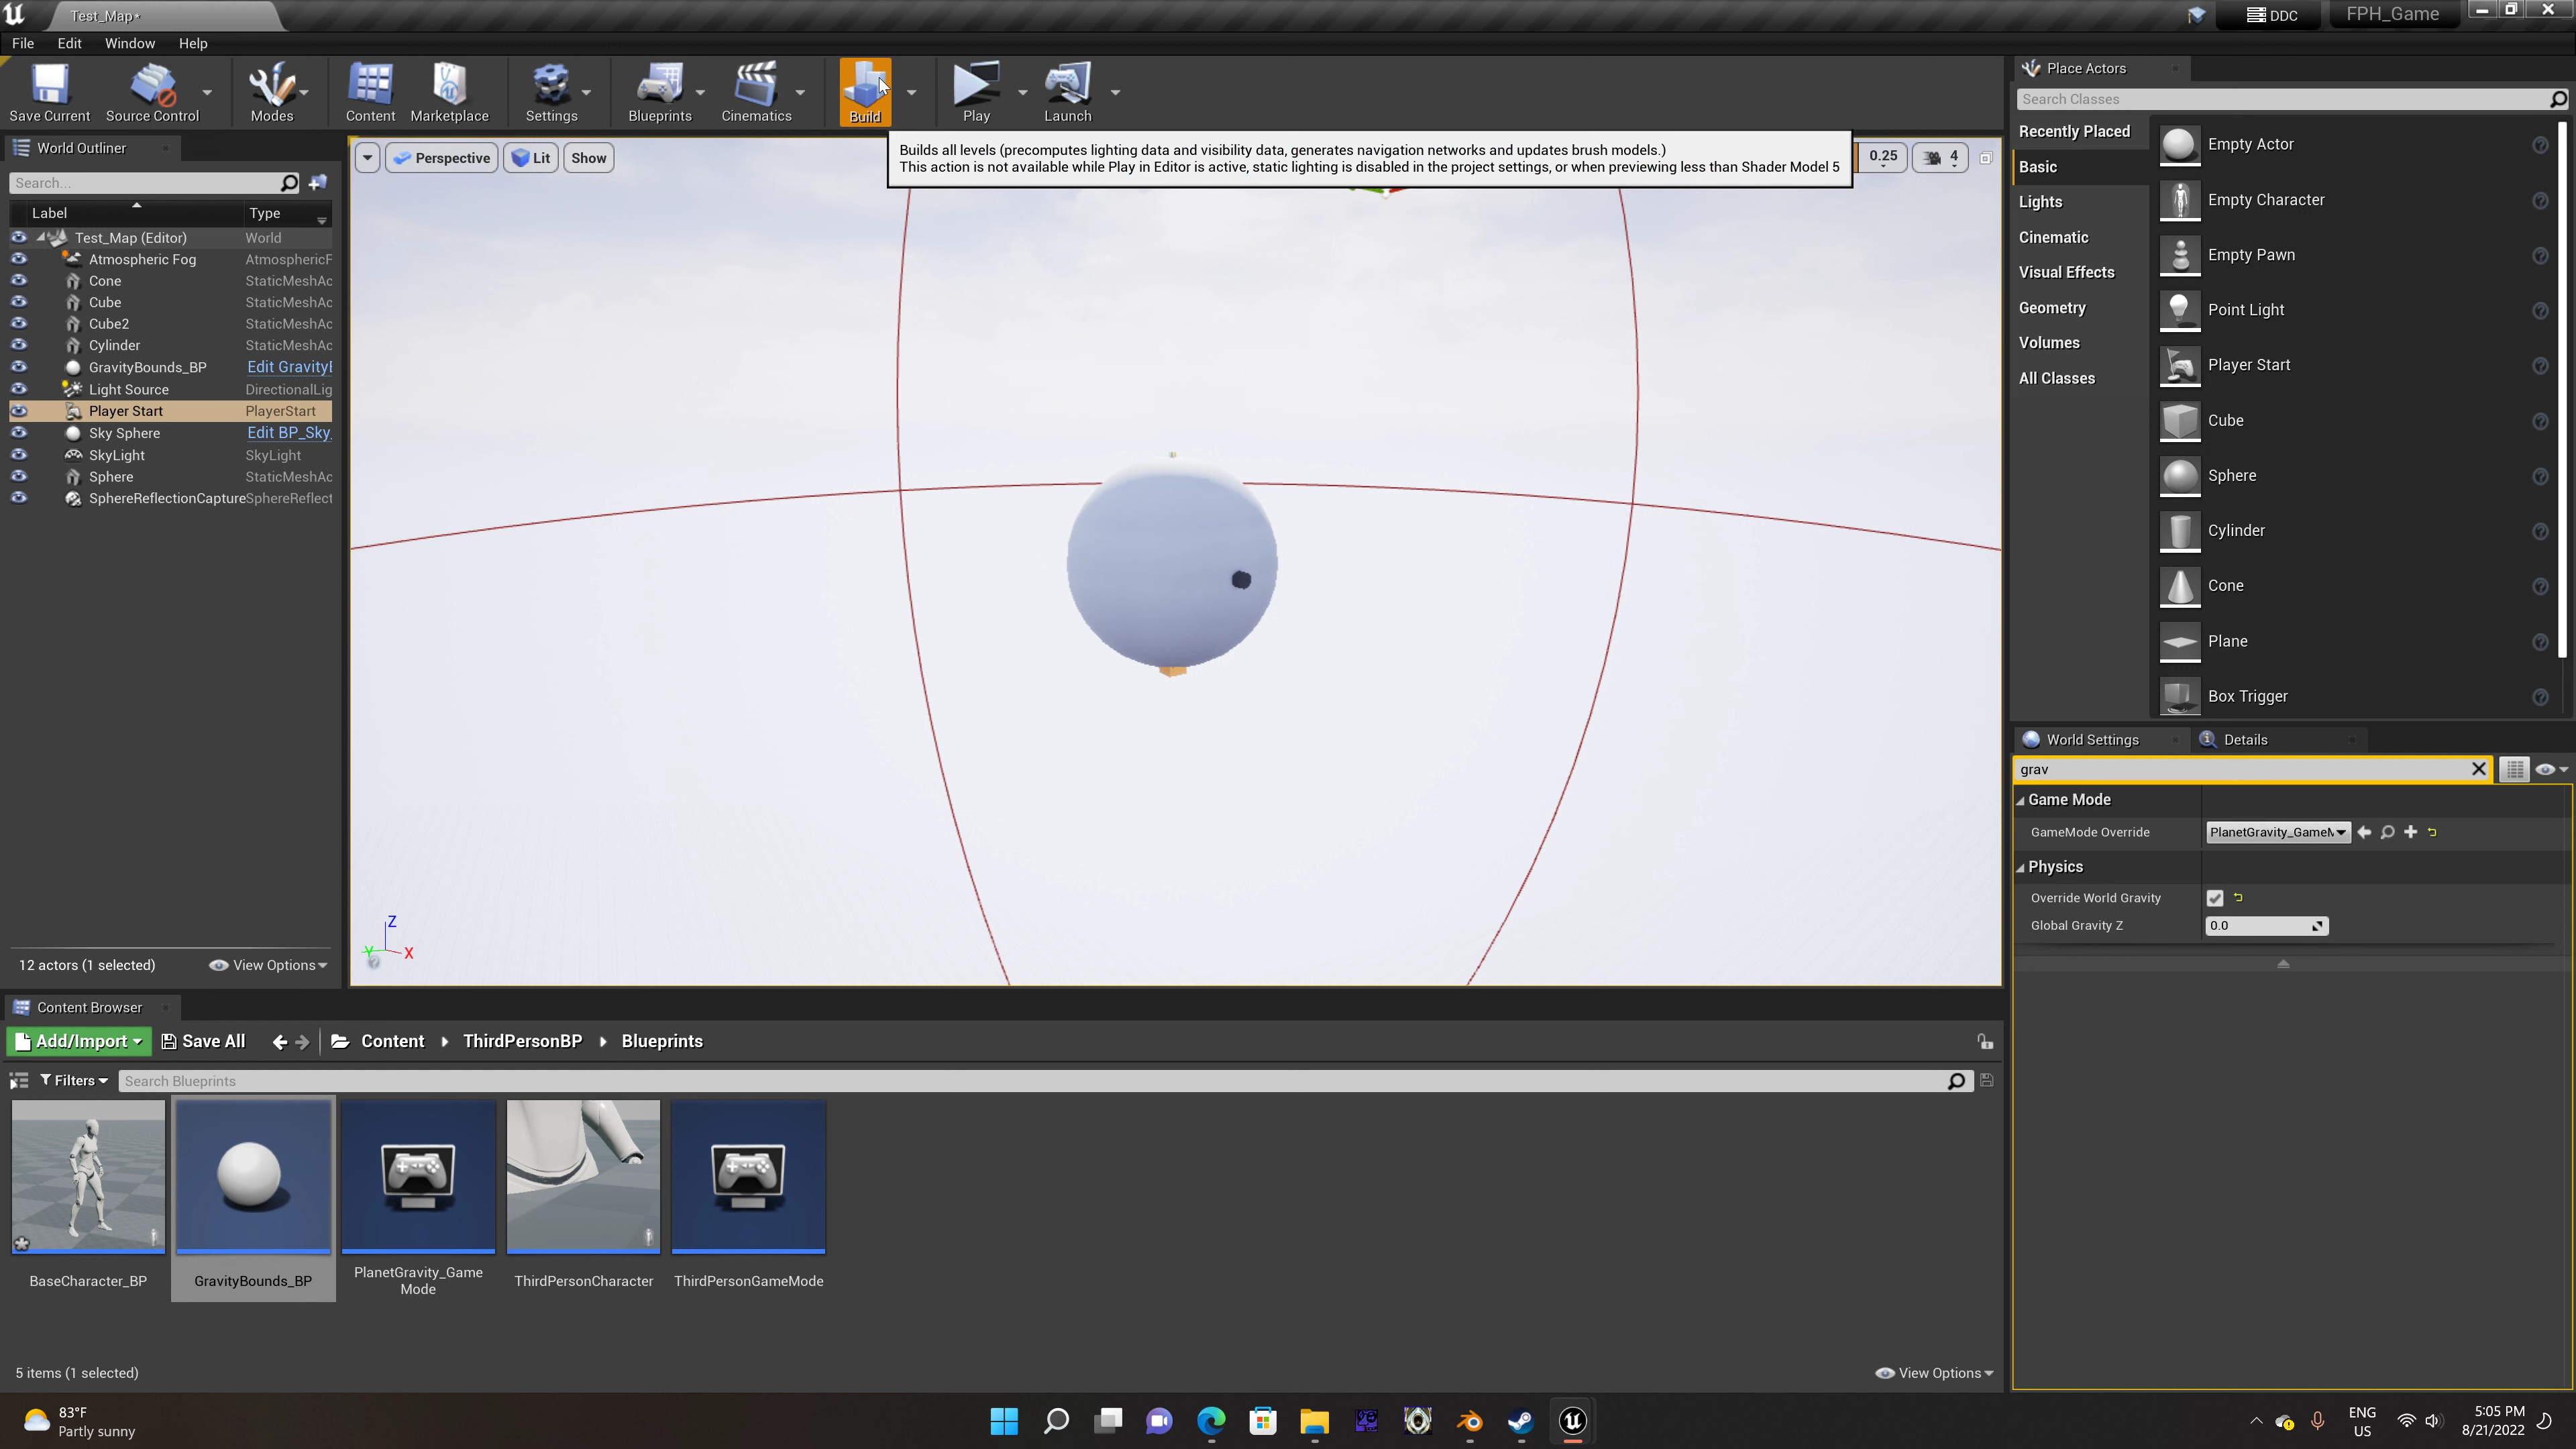 Test_Map*
DDC
FPH_Game
File
Edit
Window
Help
Save Current
Source Control
Modes
Content
Marketplace
Settings
Blueprints
Cinematics
Build
Play
Launch
Builds all levels (precomputes lighting data and visibility data, generates navigation networks and updates brush models.)
This action is not available while Play in Editor is active, static lighting is disabled in the project settings, or when previewing less than Shader Model 5
World Outliner
Search...
Label
Type
Test_Map (Editor) World
Atmospheric Fog AtmosphericF
Cone StaticMeshAc
Cube StaticMeshAc
Cube2 StaticMeshAc
Cylinder StaticMeshAc
GravityBounds_BP Edit GravityB
Light Source DirectionalLig
Player Start PlayerStart
Sky Sphere Edit BP_Sky_
SkyLight SkyLight
Sphere StaticMeshAc
SphereReflectionCapture SphereReflect
12 actors (1 selected)
View Options
Perspective
Lit
Show
0.25
4
Z
Y
X
Place Actors
Search Classes
Recently Placed
Basic
Lights
Cinematic
Visual Effects
Geometry
Volumes
All Classes
Empty Actor
Empty Character
Empty Pawn
Point Light
Player Start
Cube
Sphere
Cylinder
Cone
Plane
Box Trigger
World Settings
Details
grav
Game Mode
GameMode Override PlanetGravity_GameM
Physics
Override World Gravity
Global Gravity Z 0.0
Content Browser
Add/Import
Save All
Content
ThirdPersonBP
Blueprints
Filters
Search Blueprints
BaseCharacter_BP
GravityBounds_BP
PlanetGravity_Game
Mode
ThirdPersonCharacter
ThirdPersonGameMode
5 items (1 selected)
View Options
83°F
Partly sunny
ENG
US
5:05 PM
8/21/2022